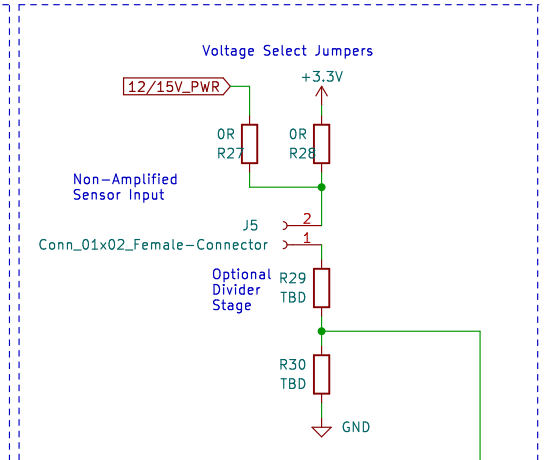 Voltage Select Jumpers
+3.3V
12/15V_PWR
0R
R27
0R
R28
Non-Amplified
Sensor Input
J5
2
1
Conn_01x02_Female-Connector
Optional
Divider
Stage
R29
TBD
R30
TBD
GND